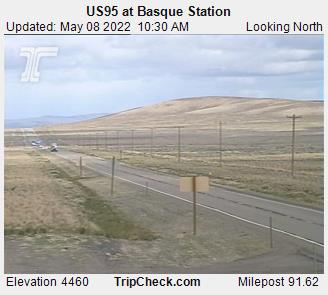 US95 at Basque Station
Updated: May 08 2022 10:30 AM Looking North
Elevation 4460 TripCheck.com Milepost 91.62